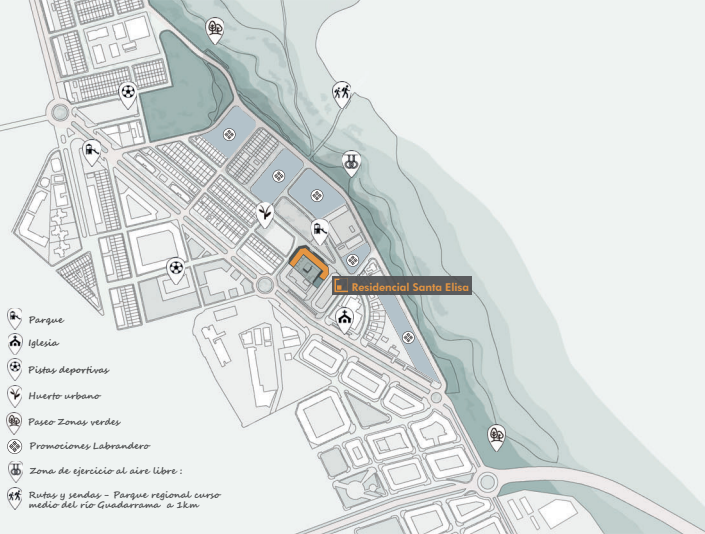 Residencial Santa Elisa
Parque
Iglesia
Pistas deportivas
Huerto urbano
Paseo Zonas verdes
Promociones Labrandero
Zona de ejercicio al aire libre :
Rutas y sendas - Parque regional curso
medio del río Guadarrama a 1km